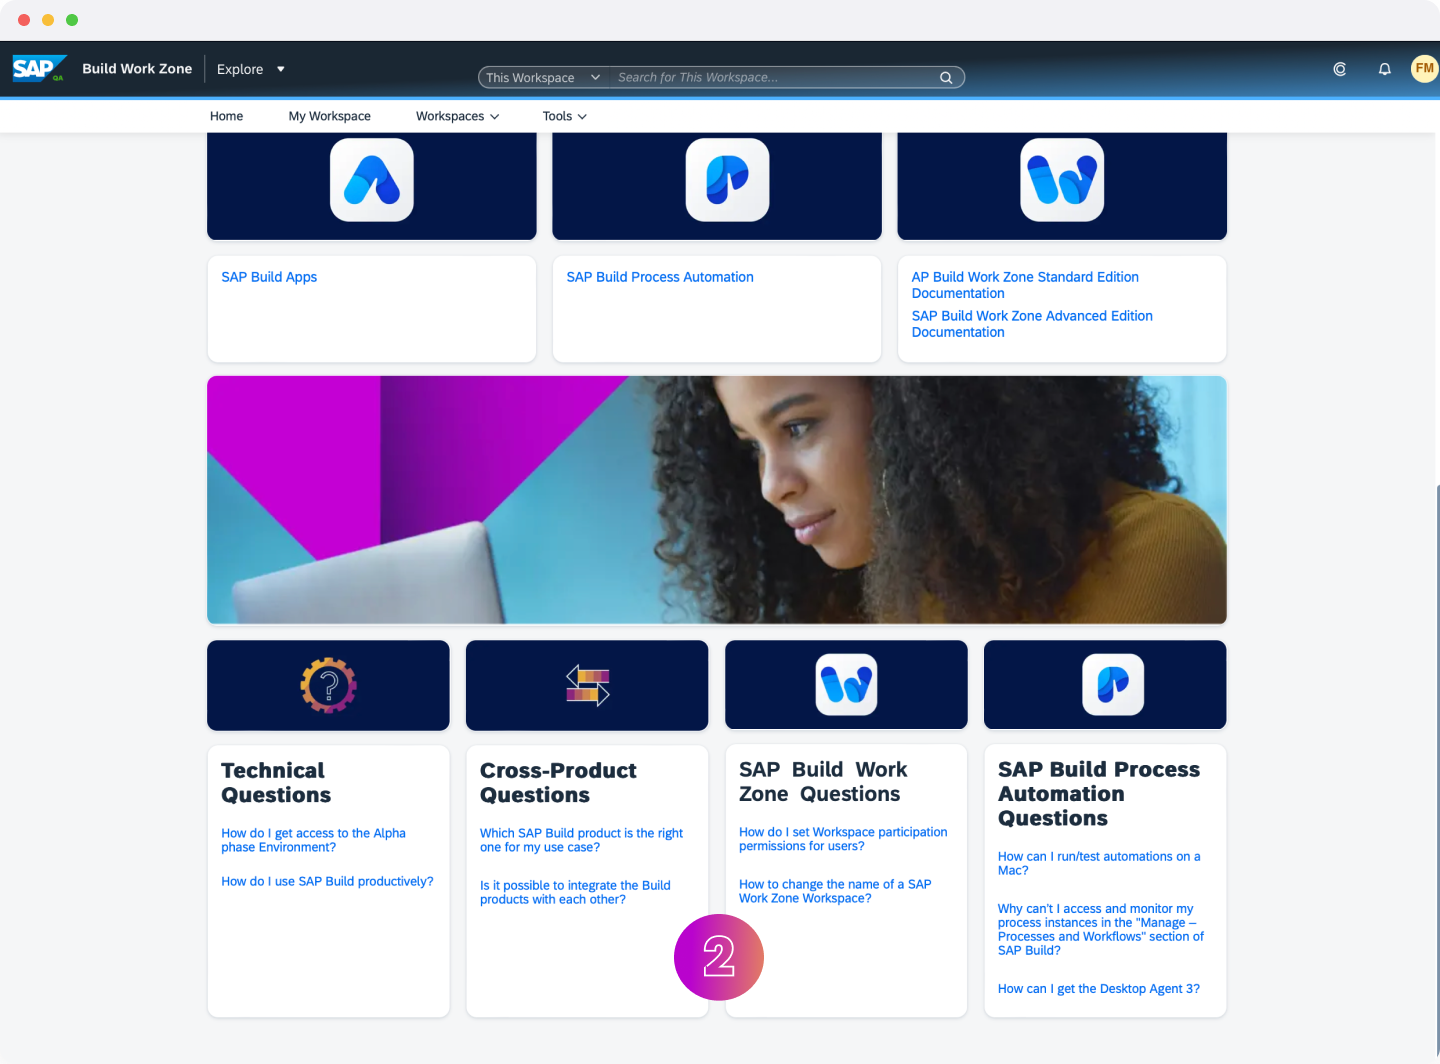 SAP
QA
Build Work Zone
Explore
This Workspace
Search for This Workspace...
FM
Home
My Workspace
Workspaces
Tools
SAP Build Apps
SAP Build Process Automation
AP Build Work Zone Standard Edition
Documentation
SAP Build Work Zone Advanced Edition
Documentation
?
Technical
Questions
How do I get access to the Alpha
phase Environment?
How do I use SAP Build productively?
Cross-Product
Questions
Which SAP Build product is the right
one for my use case?
Is it possible to integrate the Build
products with each other?
SAP Build Work
Zone Questions
How do I set Workspace participation
permissions for users?
How to change the name of a SAP
Work Zone Workspace?
SAP Build Process
Automation
Questions
How can I run/test automations on a
Mac?
Why can't I access and monitor my
process instances in the "Manage –
Processes and Workflows" section of
SAP Build?
How can I get the Desktop Agent 3?
2